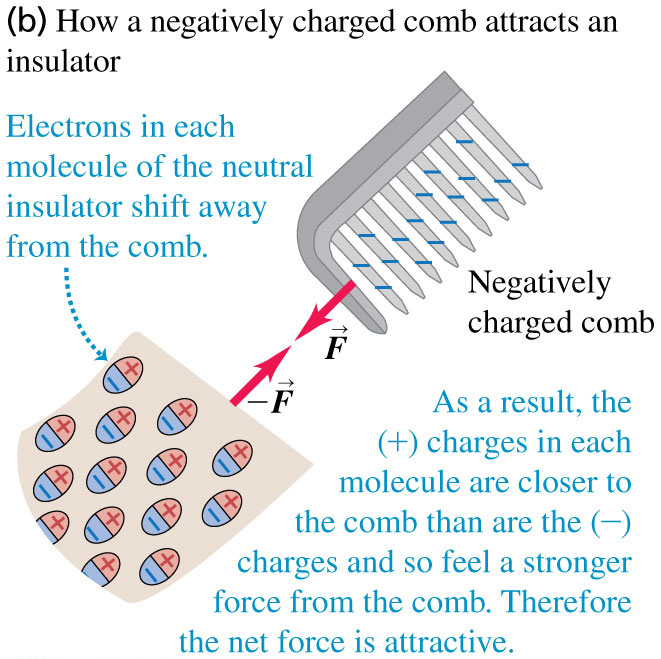 (b) How a negatively charged comb attracts an
insulator
Electrons in each
molecule of the neutral
insulator shift away
from the comb.
Negatively
charged comb
F⃗
−F⃗
As a result, the
(+) charges in each
molecule are closer to
the comb than are the (−)
charges and so feel a stronger
force from the comb. Therefore
the net force is attractive.